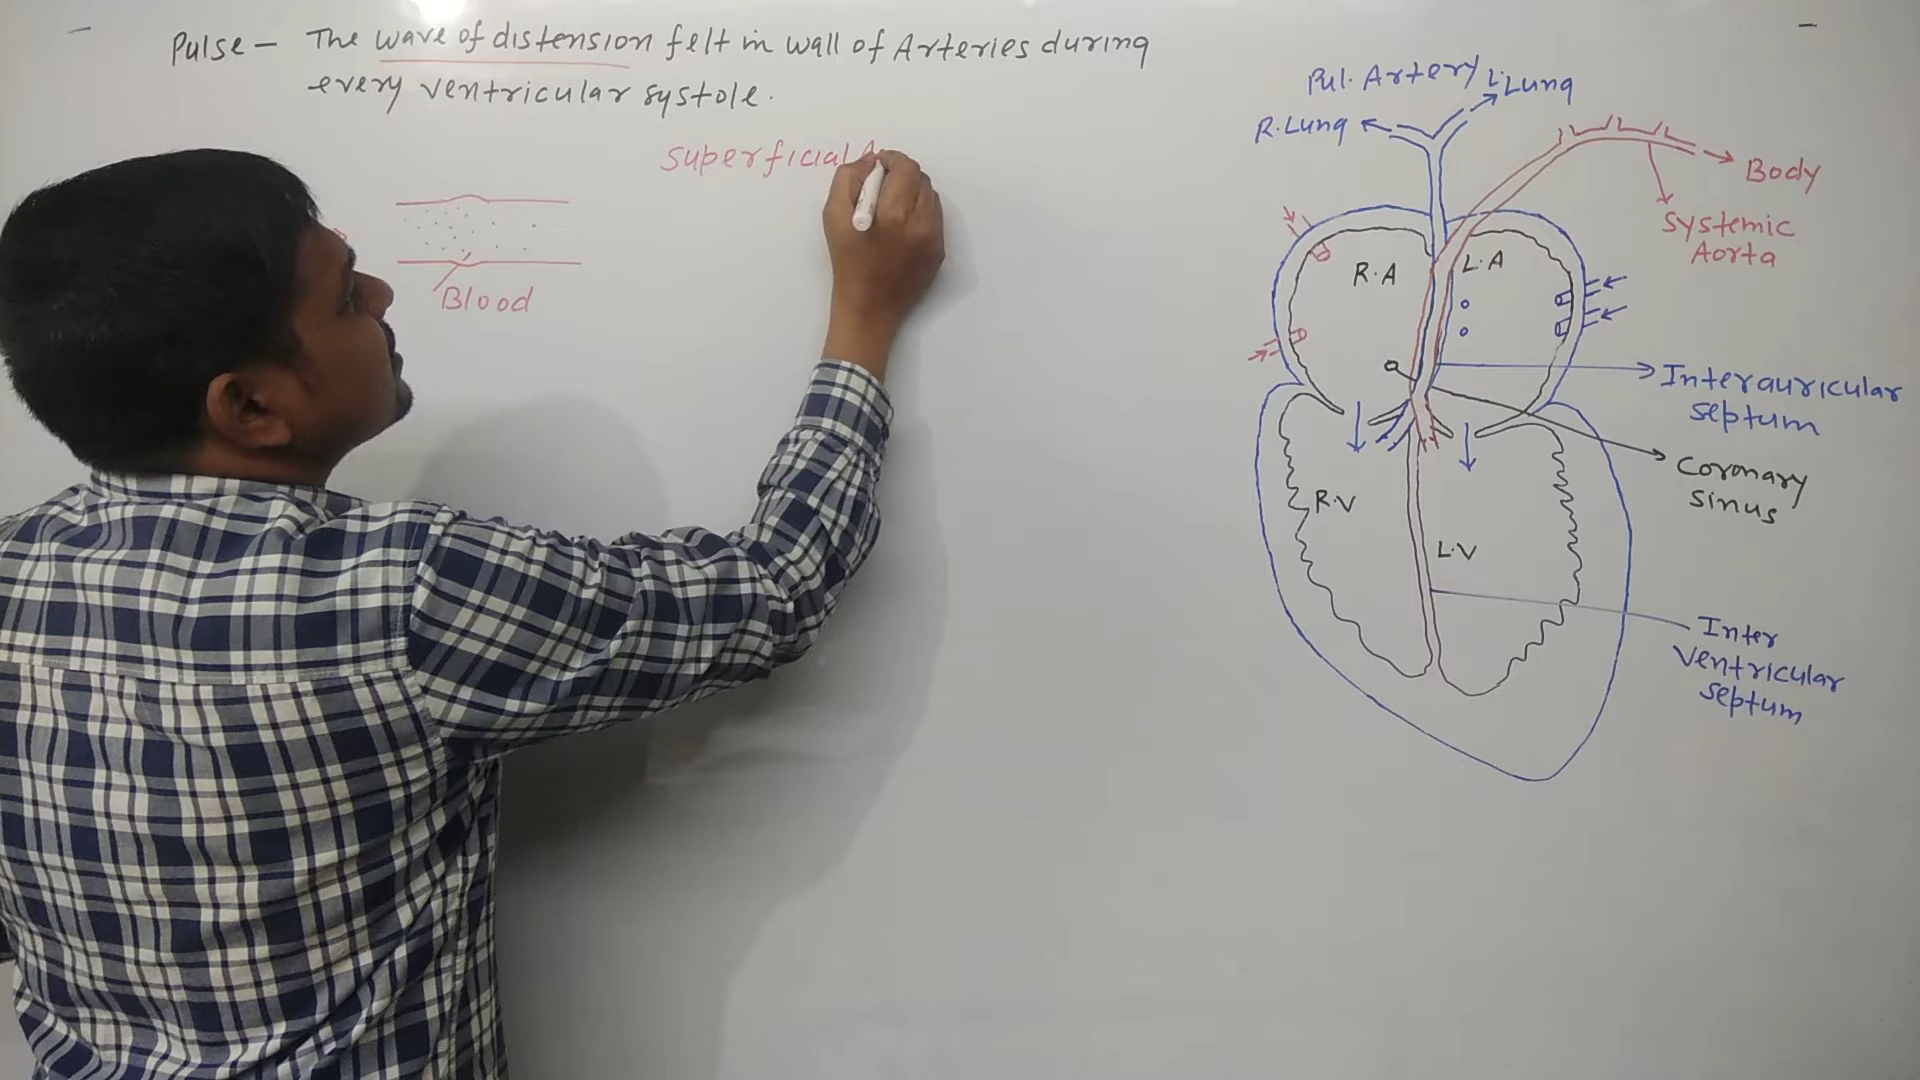 Pulse – The wave of distension felt in wall of Arteries during
every ventricular systole.
Superficial A
Blood
Pul. Artery
L.Lung
R.Lung
Body
Systemic
Aorta
R.A
L.A
Interauricular
septum
Coronary
sinus
R.V
L.V
Inter
Ventricular
septum